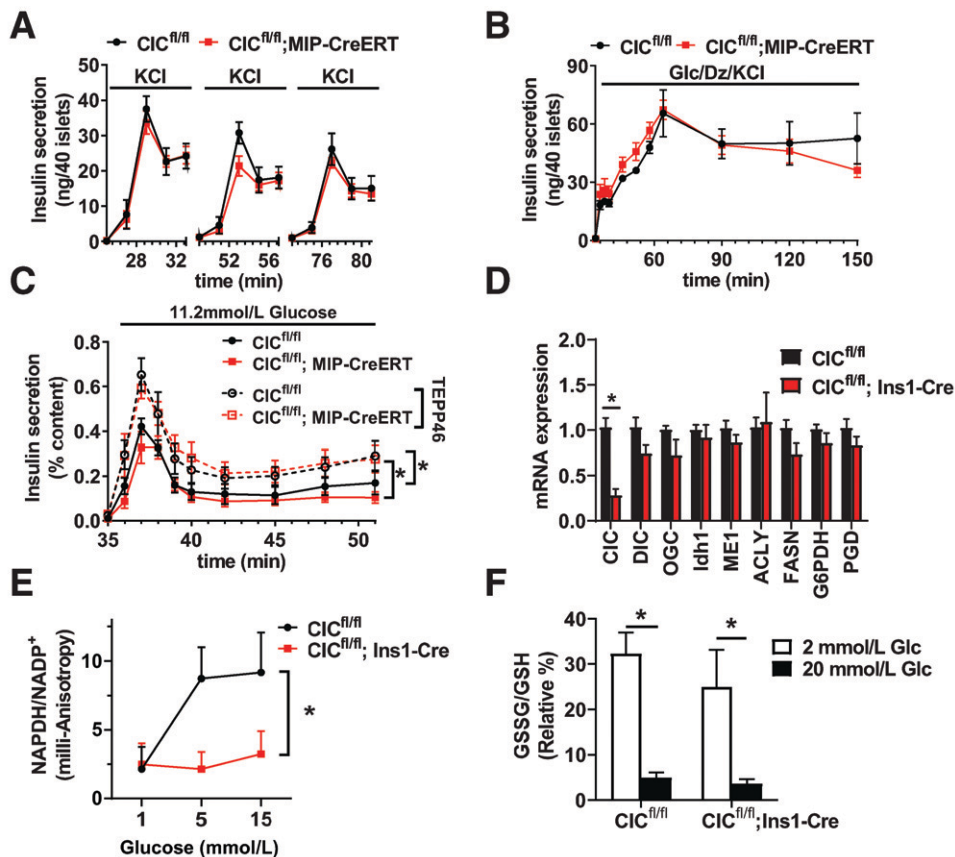 A
CIC^fl/fl
CIC^fl/fl;MIP-CreERT
KCl
KCl
KCl
Insulin secretion
(ng/40 islets)
50
40
30
20
10
0
28 32
52 56
76 80
time (min)
B
CIC^fl/fl
CIC^fl/fl;MIP-CreERT
Glc/Dz/KCl
Insulin secretion
(ng/40 islets)
90
60
30
0
60 90 120 150
time (min)
C
11.2mmol/L Glucose
CIC^fl/fl
CIC^fl/fl; MIP-CreERT
CIC^fl/fl
CIC^fl/fl; MIP-CreERT
TEPP46
Insulin secretion
(% content)
0.8
0.6
0.4
0.2
0.0
* *
35 40 45 50
time (min)
D
CIC^fl/fl
CIC^fl/fl; Ins1-Cre
mRNA expression
2.0
1.5
1.0
0.5
0.0
*
CIC
DIC
OGC
Idh1
ME1
ACLY
FASN
G6PDH
PGD
E
CIC^fl/fl
CIC^fl/fl; Ins1-Cre
NAPDH/NADP+
(milli-Anisotropy)
10
5
0
*
1 5 15
Glucose (mmol/L)
F
2 mmol/L Glc
20 mmol/L Glc
GSSG/GSH
(Relative %)
40
30
20
10
0
* *
CIC^fl/fl
CIC^fl/fl;Ins1-Cre